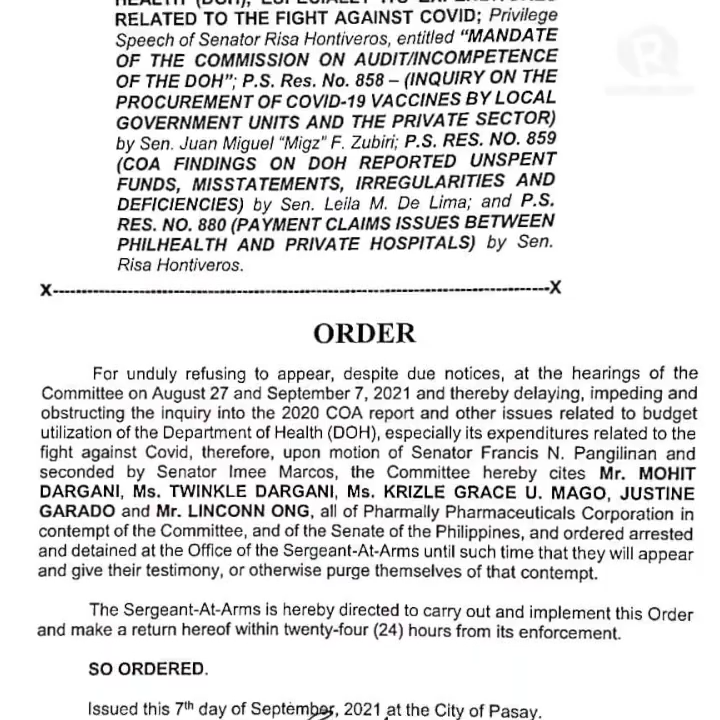 RELATED TO THE FIGHT AGAINST COVID; Privilege
Speech of Senator Risa Hontiveros, entitled "MANDATE
OF THE COMMISSION ON AUDIT/INCOMPETENCE
OF THE DOH"; P.S. Res. No. 858 – (INQUIRY ON THE
PROCUREMENT OF COVID-19 VACCINES BY LOCAL
GOVERNMENT UNITS AND THE PRIVATE SECTOR)
by Sen. Juan Miguel "Migz" F. Zubiri; P.S. RES. NO. 859
(COA FINDINGS ON DOH REPORTED UNSPENT
FUNDS, MISSTATEMENTS, IRREGULARITIES AND
DEFICIENCIES) by Sen. Leila M. De Lima; and P.S.
RES. NO. 880 (PAYMENT CLAIMS ISSUES BETWEEN
PHILHEALTH AND PRIVATE HOSPITALS) by Sen.
Risa Hontiveros.
X-----------------------------------------------------------------------X
ORDER
For unduly refusing to appear, despite due notices, at the hearings of the
Committee on August 27 and September 7, 2021 and thereby delaying, impeding and
obstructing the inquiry into the 2020 COA report and other issues related to budget
utilization of the Department of Health (DOH), especially its expenditures related to the
fight against Covid, therefore, upon motion of Senator Francis N. Pangilinan and
seconded by Senator Imee Marcos, the Committee hereby cites Mr. MOHIT
DARGANI, Ms. TWINKLE DARGANI, Ms. KRIZLE GRACE U. MAGO, JUSTINE
GARADO and Mr. LINCONN ONG, all of Pharmally Pharmaceuticals Corporation in
contempt of the Committee, and of the Senate of the Philippines, and ordered arrested
and detained at the Office of the Sergeant-At-Arms until such time that they will appear
and give their testimony, or otherwise purge themselves of that contempt.
The Sergeant-At-Arms is hereby directed to carry out and implement this Order
and make a return hereof within twenty-four (24) hours from its enforcement.
SO ORDERED.
Issued this 7th day of September, 2021 at the City of Pasay.